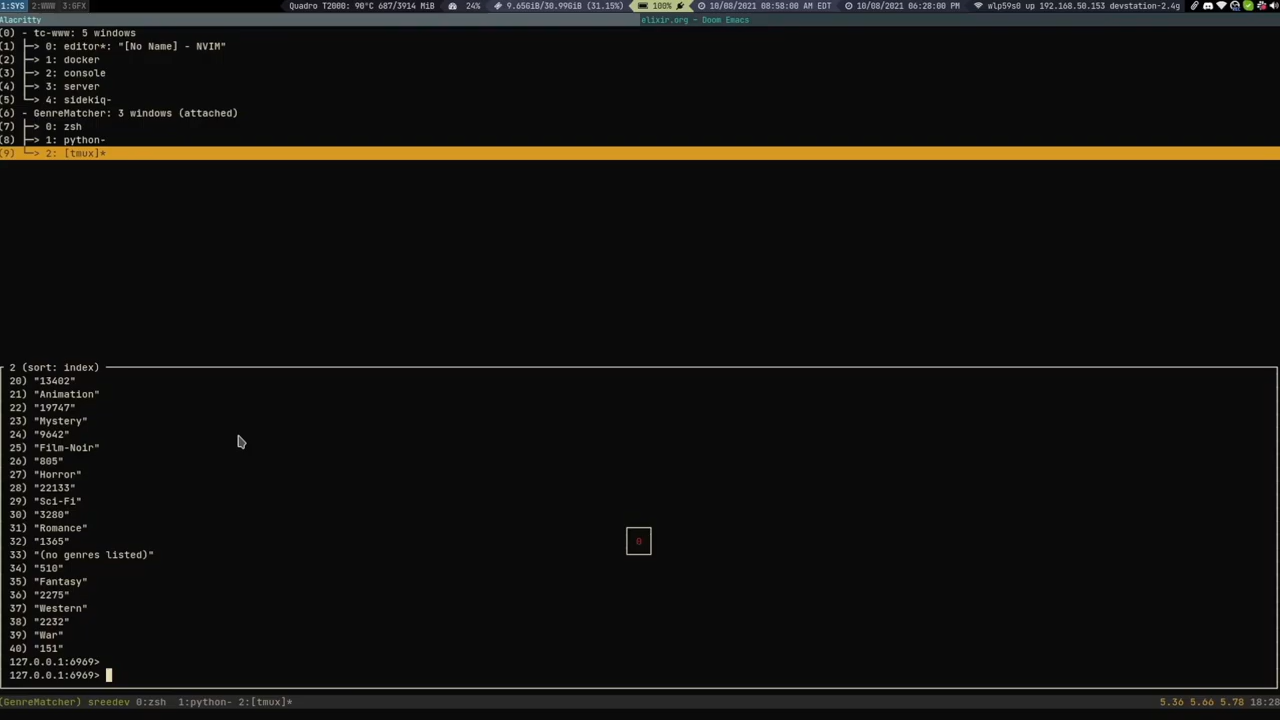 1:SYS 2:WWW 3:GFX Quadro T2000: 90°C 687/3914 MiB 24% 9.65GiB/30.99GiB (31.15%) 100% 10/08/2021 08:58:00 AM EDT 10/08/2021 06:28:00 PM wlp59s0 up 192.168.50.153 devstation-2.4g
Alacritty elixir.org - Doom Emacs
(0) - tc-www: 5 windows
(1) ├─> 0: editor*: "[No Name] - NVIM"
(2) ├─> 1: docker
(3) ├─> 2: console
(4) ├─> 3: server
(5) └─> 4: sidekiq-
(6) - GenreMatcher: 3 windows (attached)
(7) ├─> 0: zsh
(8) ├─> 1: python-
(9) └─> 2: [tmux]*
2 (sort: index)
20) "13402"
21) "Animation"
22) "19747"
23) "Mystery"
24) "9642"
25) "Film-Noir"
26) "805"
27) "Horror"
28) "22133"
29) "Sci-Fi"
30) "3280"
31) "Romance"
32) "1365"
33) "(no genres listed)"
34) "510"
35) "Fantasy"
36) "2275"
37) "Western"
38) "2232"
39) "War"
40) "151"
127.0.0.1:6969>
127.0.0.1:6969>
0
[GenreMatcher) sreedev 0:zsh 1:python- 2:[tmux]* 5.36 5.66 5.78 18:28